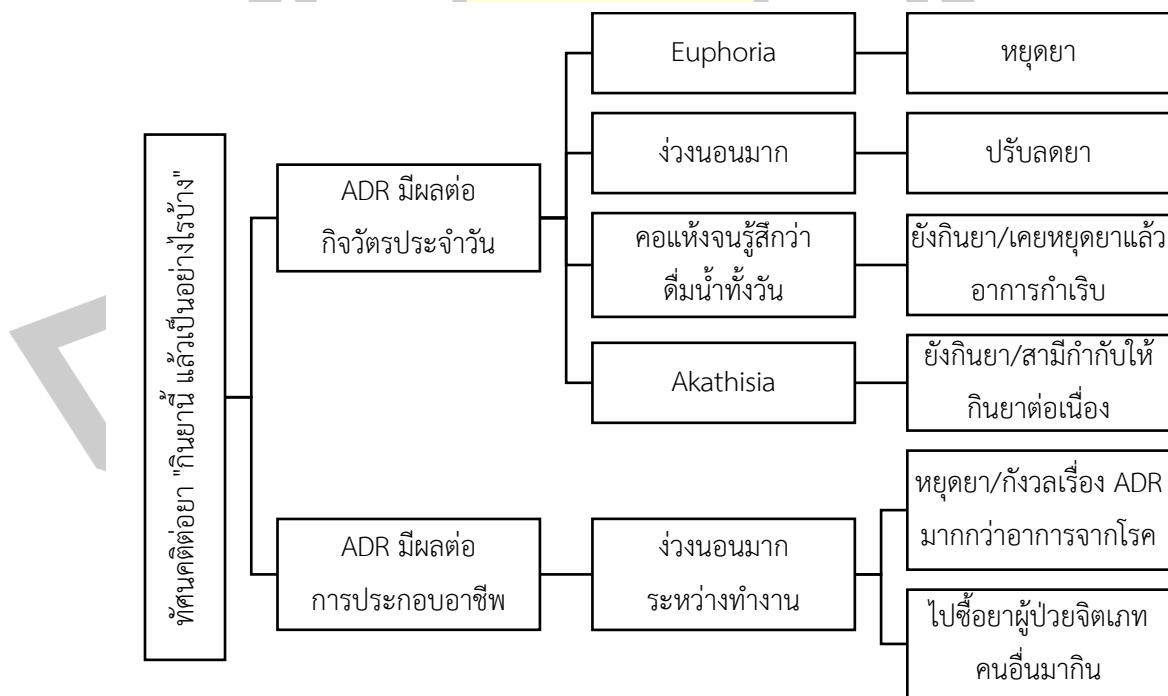 ทัศนคติต่อยา "กินยานี้ แล้วเป็นอย่างไรบ้าง"
ADR มีผลต่อ
กิจวัตรประจำวัน
Euphoria
หยุดยา
ง่วงนอนมาก
ปรับลดยา
คอแห้งจนรู้สึกว่า
ดื่มน้ำทั้งวัน
ยังกินยา/เคยหยุดยาแล้ว
อาการกำเริบ
Akathisia
ยังกินยา/สามีกำกับให้
กินยาต่อเนื่อง
ADR มีผลต่อ
การประกอบอาชีพ
ง่วงนอนมาก
ระหว่างทำงาน
หยุดยา/กังวลเรื่อง ADR
มากกว่าอาการจากโรค
ไปซื้อยาผู้ป่วยจิตเภท
คนอื่นมากิน